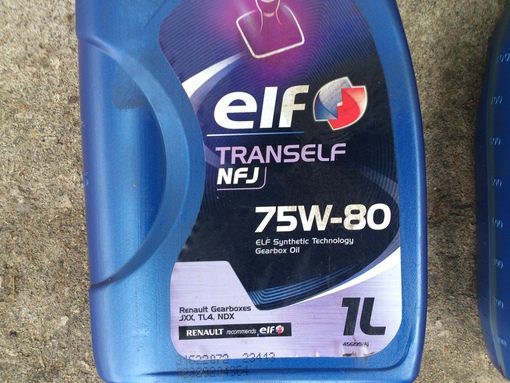 elf
TRANSELF
NFJ
75W-80
ELF Synthetic Technology
Gearbox Oil
Renault Gearboxes
JXX, TL4, NDX
1L
RENAULT recommends elf
23443